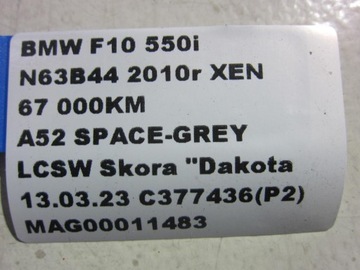 BMW F10 550i
N63B44 2010r XEN
67 000KM
A52 SPACE-GREY
LCSW Skora "Dakota
13.03.23 C377436(P2)
MAG00011483